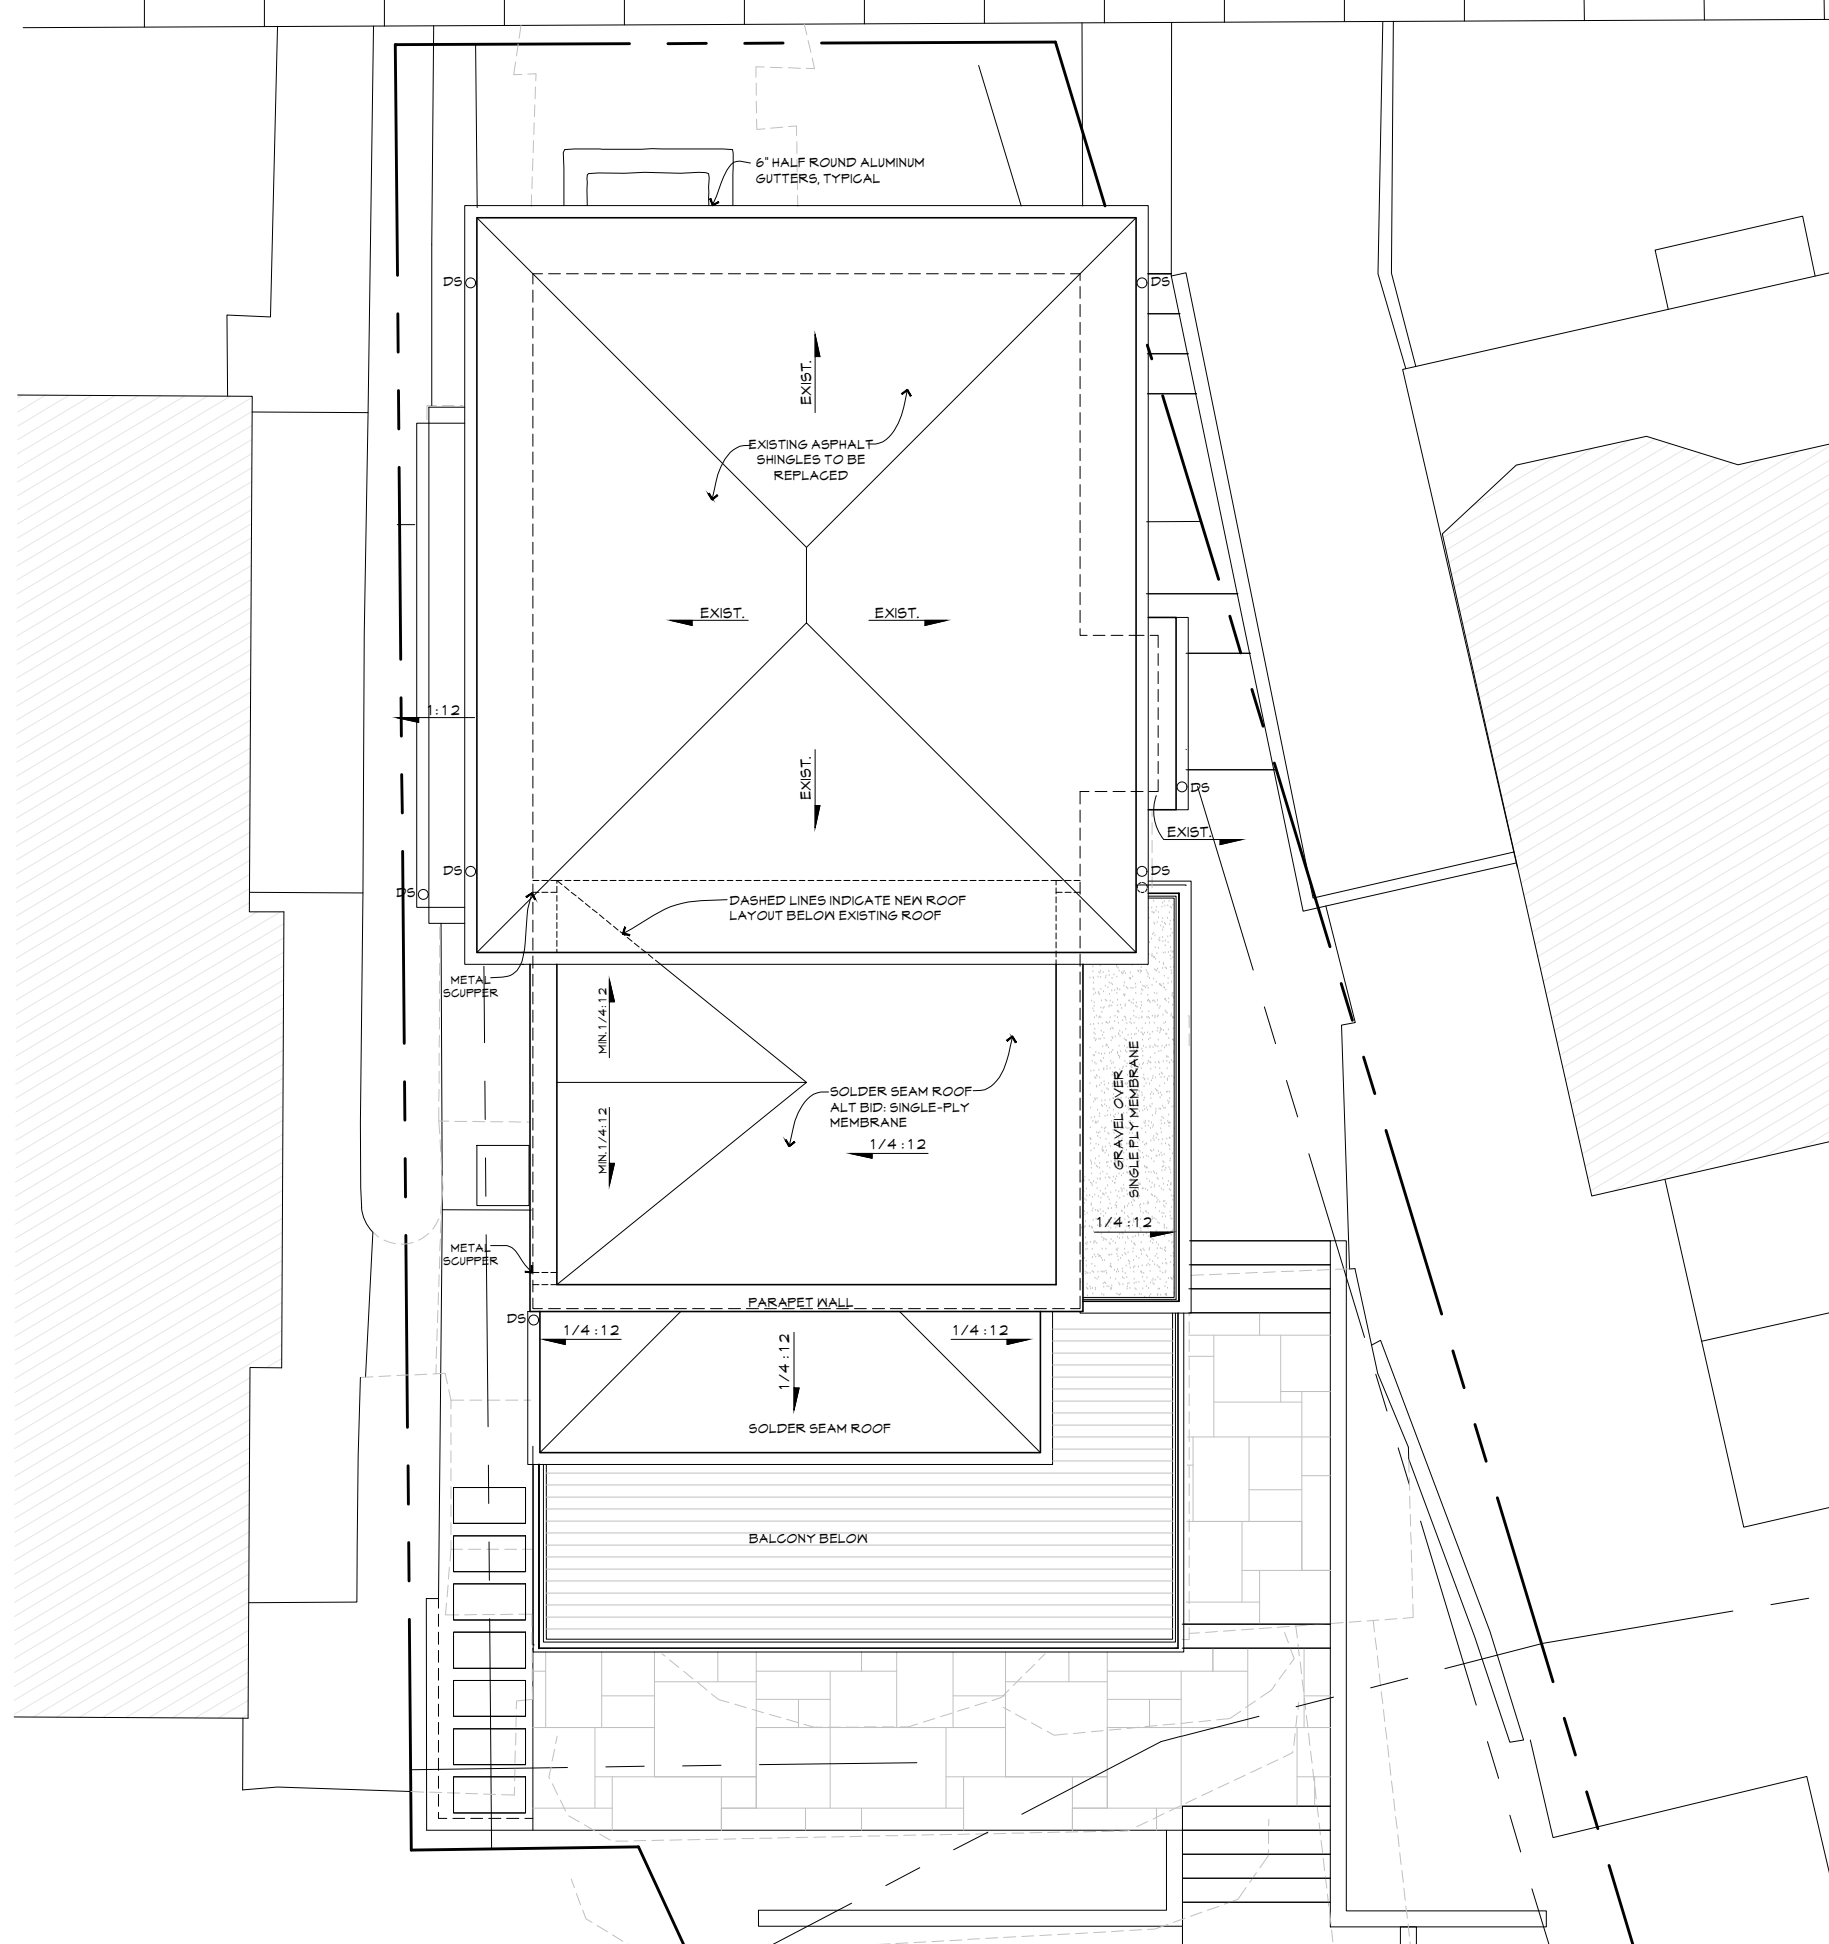 6" HALF ROUND ALUMINUM
GUTTERS, TYPICAL
DS
DS
EXIST.
EXISTING ASPHALT
SHINGLES TO BE
REPLACED
EXIST.
EXIST.
1:12
EXIST.
DS
EXIST.
DS
DS
DS
DASHED LINES INDICATE NEW ROOF
LAYOUT BELOW EXISTING ROOF
METAL
SCUPPER
MIN. 1/4:12
SOLDER SEAM ROOF
ALT BID: SINGLE-PLY
MEMBRANE
1/4:12
MIN. 1/4:12
GRAVEL OVER
SINGLE PLY MEMBRANE
1/4:12
METAL
SCUPPER
PARAPET WALL
DS
1/4:12
1/4:12
1/4:12
SOLDER SEAM ROOF
BALCONY BELOW